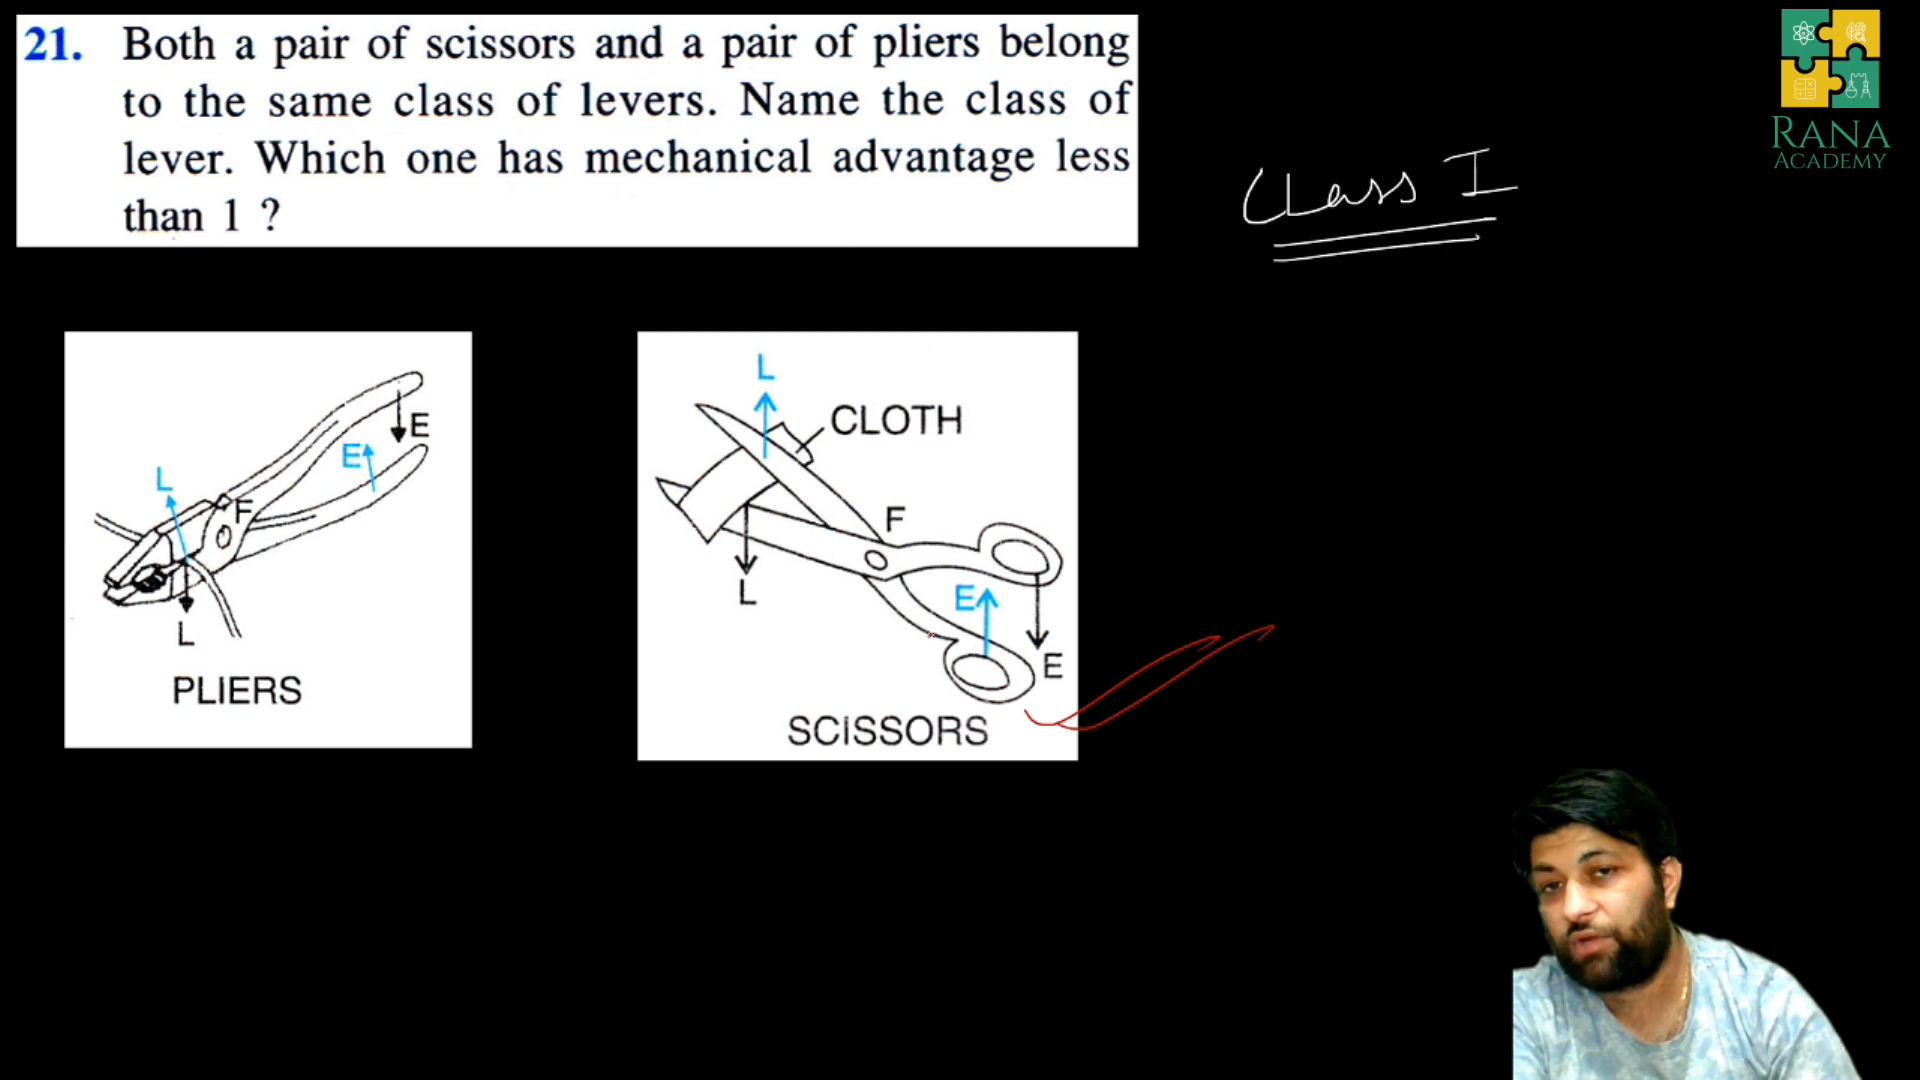 21. Both a pair of scissors and a pair of pliers belong
to the same class of levers. Name the class of
lever. Which one has mechanical advantage less
than 1 ?
Class I
RANA
ACADEMY
L
F
E
E
L
PLIERS
L
CLOTH
F
L
E
E
SCISSORS